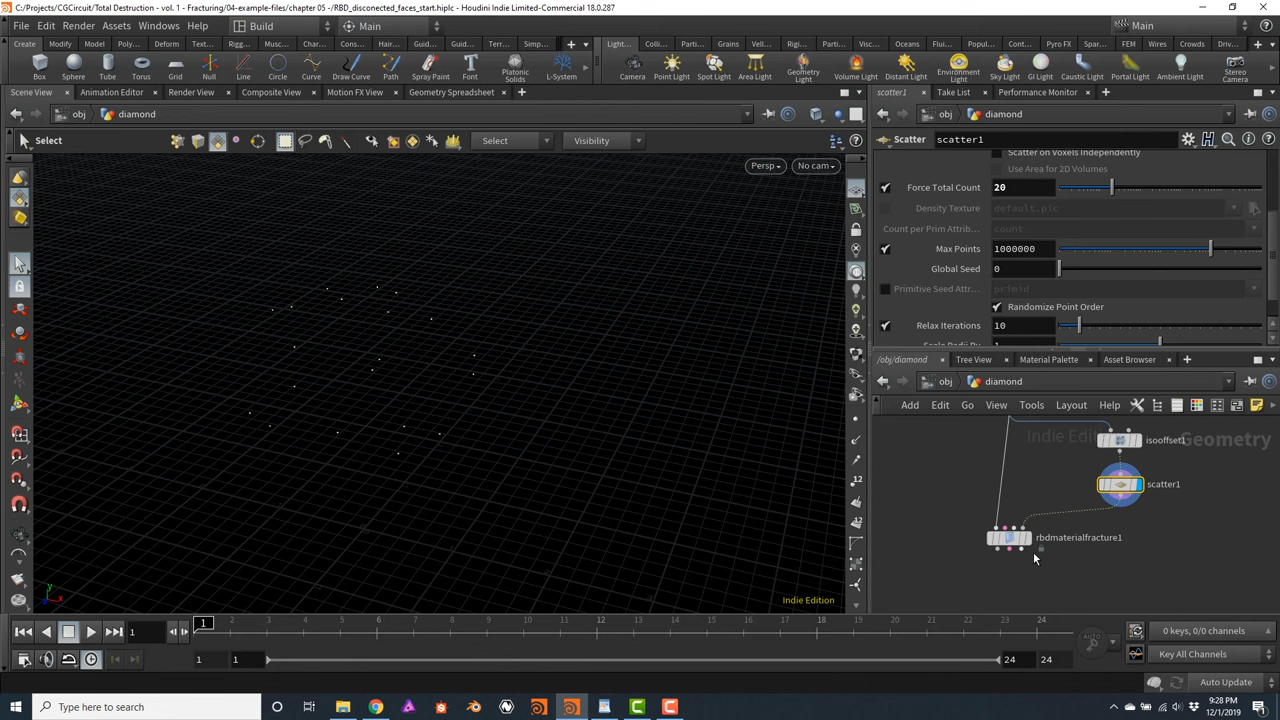 C:/Projects/CGCircuit/Total Destruction - vol. 1 - Fracturing/04-example-files/chapter 05 -/RBD_disconected_faces_start.hiplc - Houdini Indie Limited-Commercial 18.0.287
File Edit Render Assets Windows Help Build Main Main
Create Modify Model Poly... Deform Text... Rigg... Musc... Char... Cons... Hair... Guid... Guid... Terr... Simp... Light... Colli... Parti... Grains Vell... Rigi... Parti... Visc... Oceans Flui... Popul... Cont... Pyro FX Spar... FEM Wires Crowds Driv...
Box Sphere Tube Torus Grid Null Line Circle Curve Draw Curve Path Spray Paint Font Platonic Solids L-System Camera Point Light Spot Light Area Light Geometry Light Volume Light Distant Light Environment Light Sky Light GI Light Caustic Light Portal Light Ambient Light Stereo Camera
Scene View Animation Editor Render View Composite View Motion FX View Geometry Spreadsheet scatter1 Take List Performance Monitor
obj diamond obj diamond
Select Select Visibility Scatter scatter1
Persp No cam
Scatter on Voxels Independently
Use Area for 2D Volumes
Force Total Count 20
Density Texture default.pic
Count per Prim Attrib... count
Max Points 1000000
Global Seed 0
Primitive Seed Attr... primid
Randomize Point Order
Relax Iterations 10
Scale Radii By 1
/obj/diamond Tree View Material Palette Asset Browser
obj diamond
Add Edit Go View Tools Layout Help
Indie Edi Geometry
isooffset1
scatter1
rbdmaterialfracture1
12
12
Indie Edition
y
x
1 1 2 3 4 5 6 7 8 9 10 11 12 13 14 15 16 17 18 19 20 21 22 23 24
AUTO
0 keys, 0/0 channels
1 1 24 24 Key All Channels
Auto Update
Type here to search
9:28 PM
12/1/2019